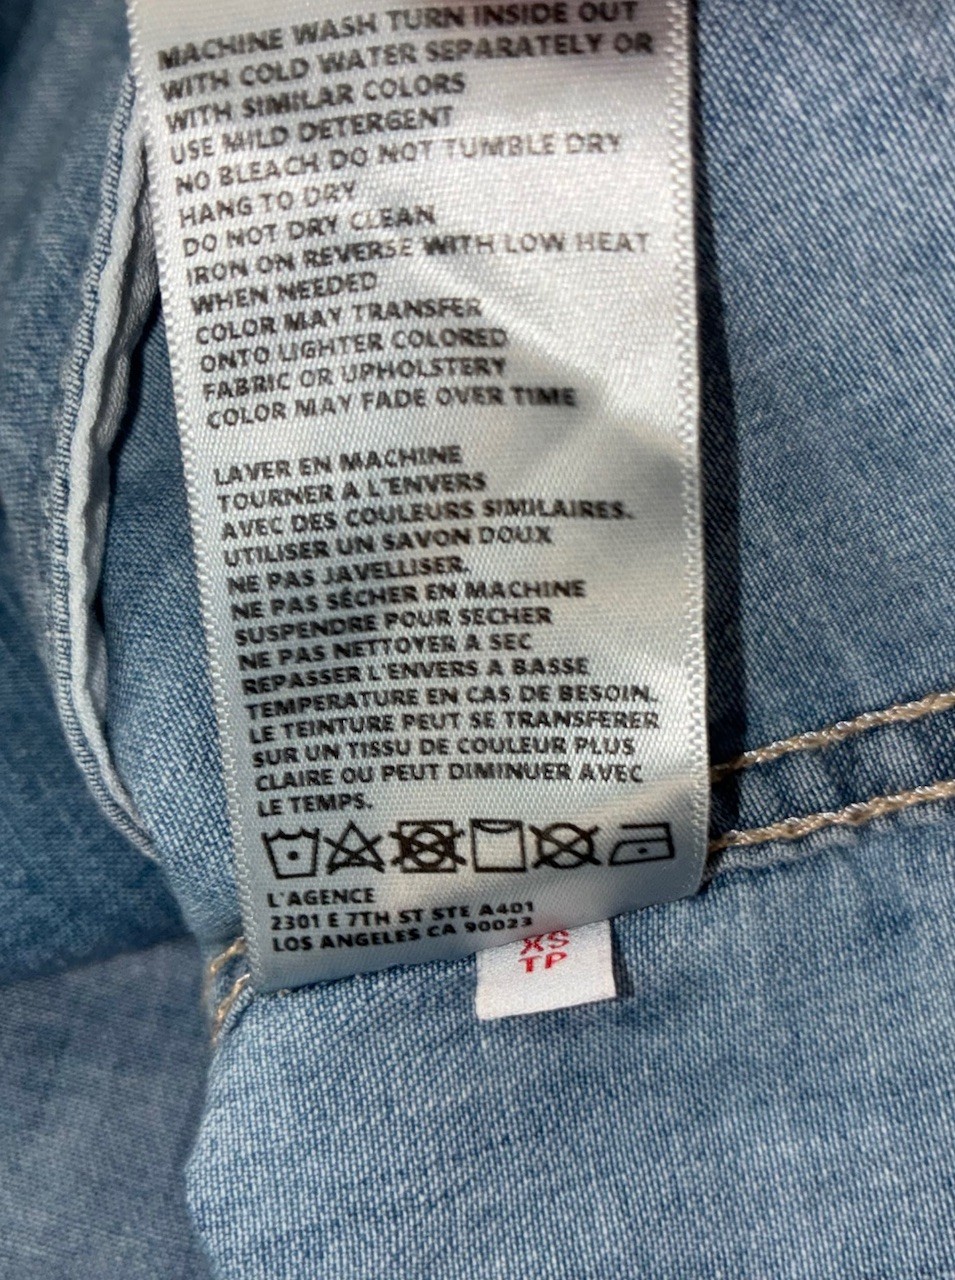 MACHINE WASH TURN INSIDE OUT
WITH COLD WATER SEPARATELY OR
WITH SIMILAR COLORS
USE MILD DETERGENT
NO BLEACH DO NOT TUMBLE DRY
HANG TO DRY
DO NOT DRY CLEAN
IRON ON REVERSE WITH LOW HEAT
WHEN NEEDED
COLOR MAY TRANSFER
ONTO LIGHTER COLORED
FABRIC OR UPHOLSTERY
COLOR MAY FADE OVER TIME
LAVER EN MACHINE
TOURNER A L'ENVERS
AVEC DES COULEURS SIMILAIRES.
UTILISER UN SAVON DOUX
NE PAS JAVELLISER.
NE PAS SÉCHER EN MACHINE
SUSPENDRE POUR SECHER
NE PAS NETTOYER A SEC
REPASSER L'ENVERS A BASSE
TEMPERATURE EN CAS DE BESOIN.
LE TEINTURE PEUT SE TRANSFERER
SUR UN TISSU DE COULEUR PLUS
CLAIRE OU PEUT DIMINUER AVEC
LE TEMPS.
L'AGENCE
2301 E 7TH ST STE A401
LOS ANGELES CA 90023
XS
TP